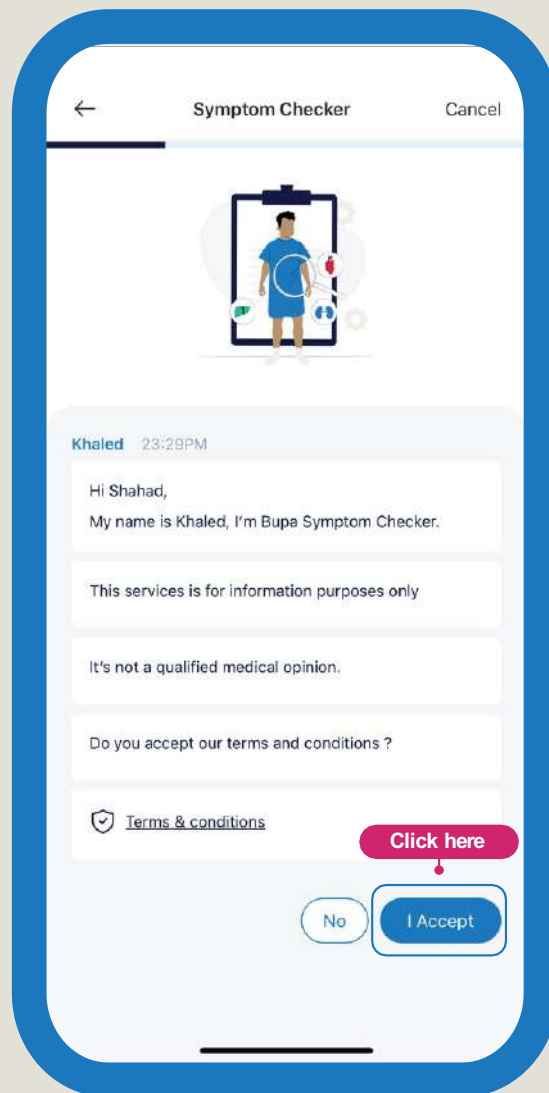 Symptom Checker
Cancel
Khaled 23:29PM
Hi Shahad,
My name is Khaled, I'm Bupa Symptom Checker.
This services is for information purposes only
It's not a qualified medical opinion.
Do you accept our terms and conditions ?
Terms & conditions
Click here
No
I Accept